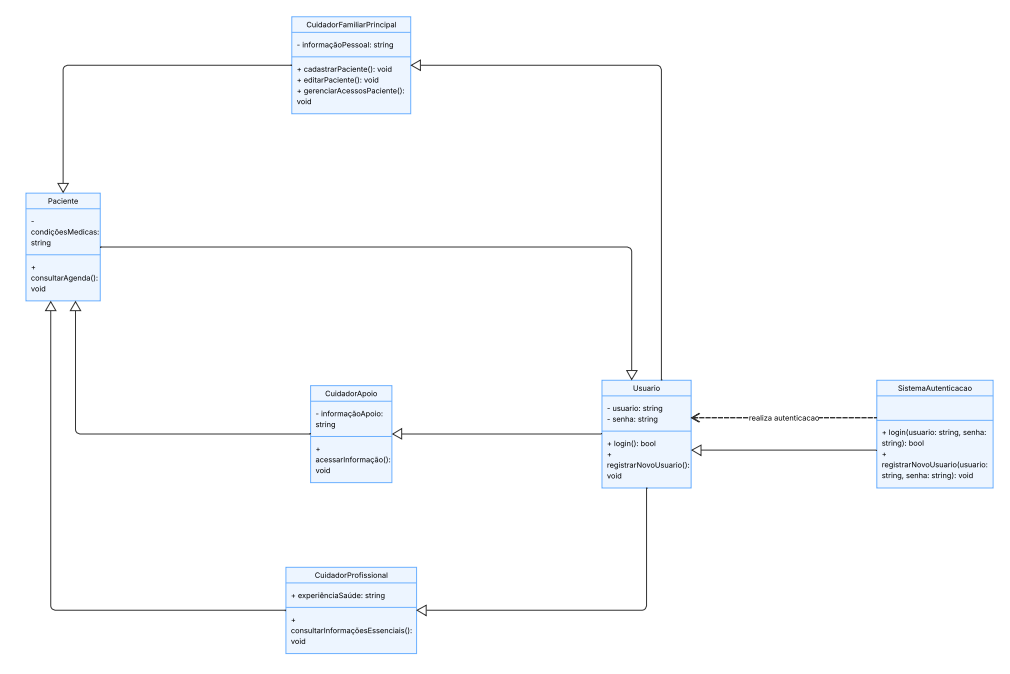 CuidadorFamiliarPrincipal
- informaçãoPessoal: string
+ cadastrarPaciente(): void
+ editarPaciente(): void
+ gerenciarAcessosPaciente():
void
Paciente
-
condiçõesMedicas:
string
+
consultarAgenda():
void
CuidadorApoio
- informaçãoApoio:
string
+
acessarInformação():
void
Usuario
- usuario: string
- senha: string
+ login(): bool
+
registrarNovoUsuario():
void
realiza autenticacao
SistemaAutenticacao
+ login(usuario: string, senha:
string): bool
+
registrarNovoUsuario(usuario:
string, senha: string): void
CuidadorProfissional
+ experiênciaSaúde: string
+
consultarInformaçõesEssenciais():
void